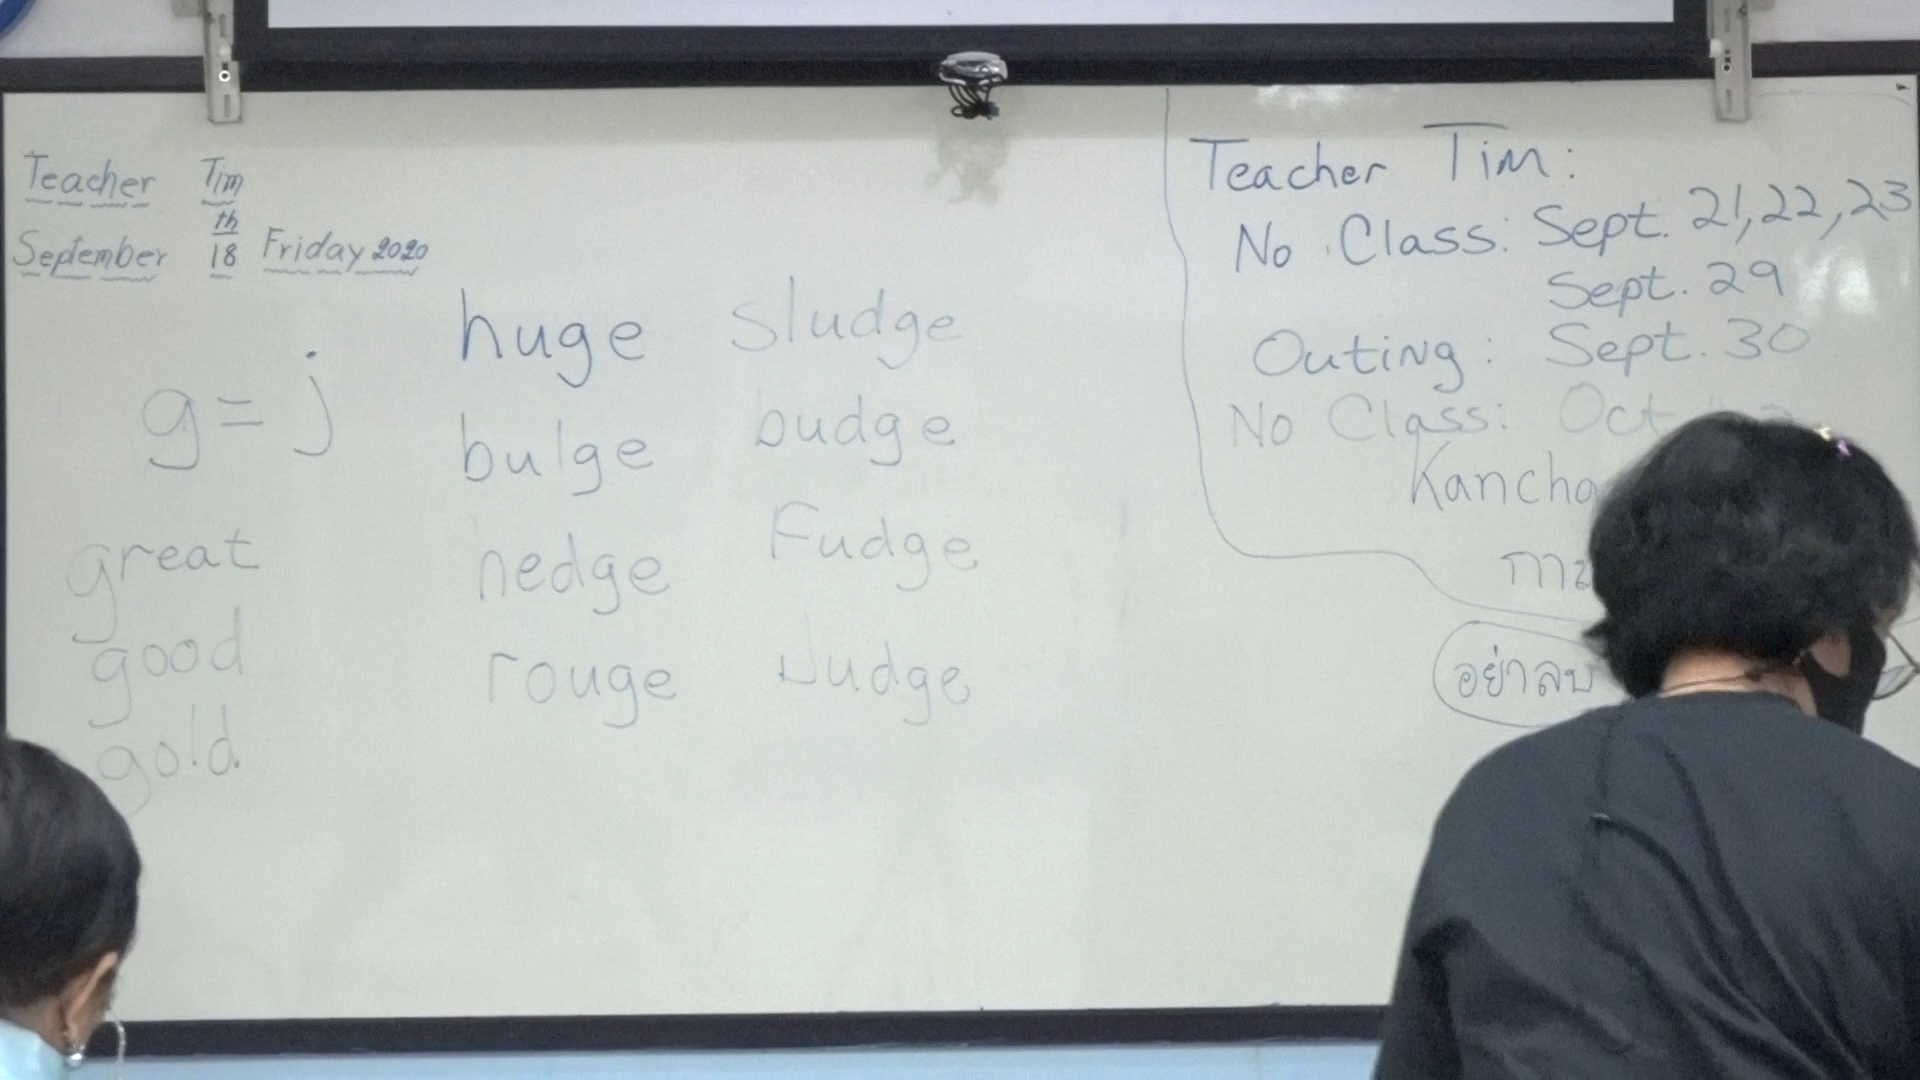 Teacher Tim
September 18th Friday 2020
g = j
great
good
gold
huge
bulge
nedge
rouge
sludge
budge
Fudge
Judge
Teacher Tim:
No Class: Sept. 21,22,23
Sept. 29
Outing: Sept. 30
No Class: Oct
อย่าลบ